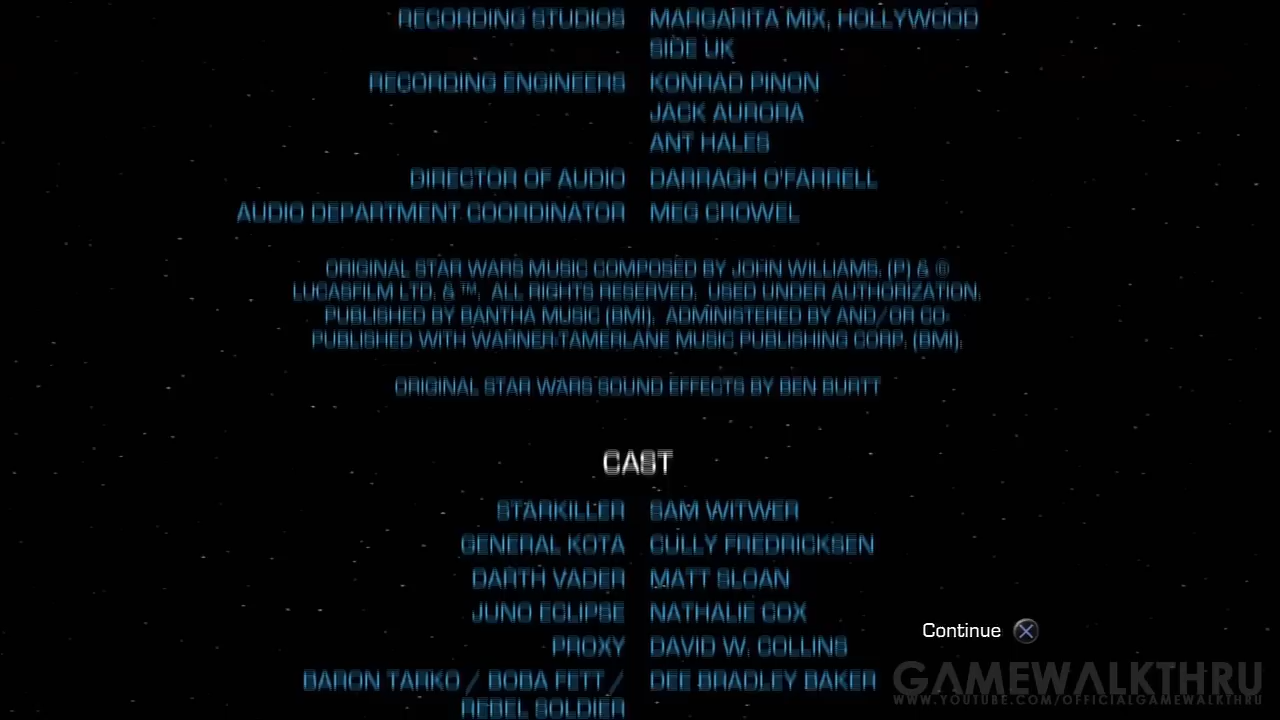 RECORDING STUDIOS MARGARITA MIX, HOLLYWOOD
SIDE UK
RECORDING ENGINEERS KONRAD PINON
JACK AURORA
ANT HALES
DIRECTOR OF AUDIO DARRAGH O'FARRELL
AUDIO DEPARTMENT COORDINATOR MEG CROWEL
ORIGINAL STAR WARS MUSIC COMPOSED BY JOHN WILLIAMS. (P) & ©
LUCASFILM LTD. & ™. ALL RIGHTS RESERVED. USED UNDER AUTHORIZATION.
PUBLISHED BY BANTHA MUSIC (BMI). ADMINISTERED BY AND/OR CO-
PUBLISHED WITH WARNER-TAMERLANE MUSIC PUBLISHING CORP. (BMI).
ORIGINAL STAR WARS SOUND EFFECTS BY BEN BURTT
CAST
STARKILLER SAM WITWER
GENERAL KOTA CULLY FREDRICKSEN
DARTH VADER MATT SLOAN
JUNO ECLIPSE NATHALIE COX
PROXY DAVID W. COLLINS
BARON TARKO / BOBA FETT / DEE BRADLEY BAKER
REBEL SOLDIER
Continue
GAMEWALKTHRU
WWW.YOUTUBE.COM/OFFICIALGAMEWALKTHRU